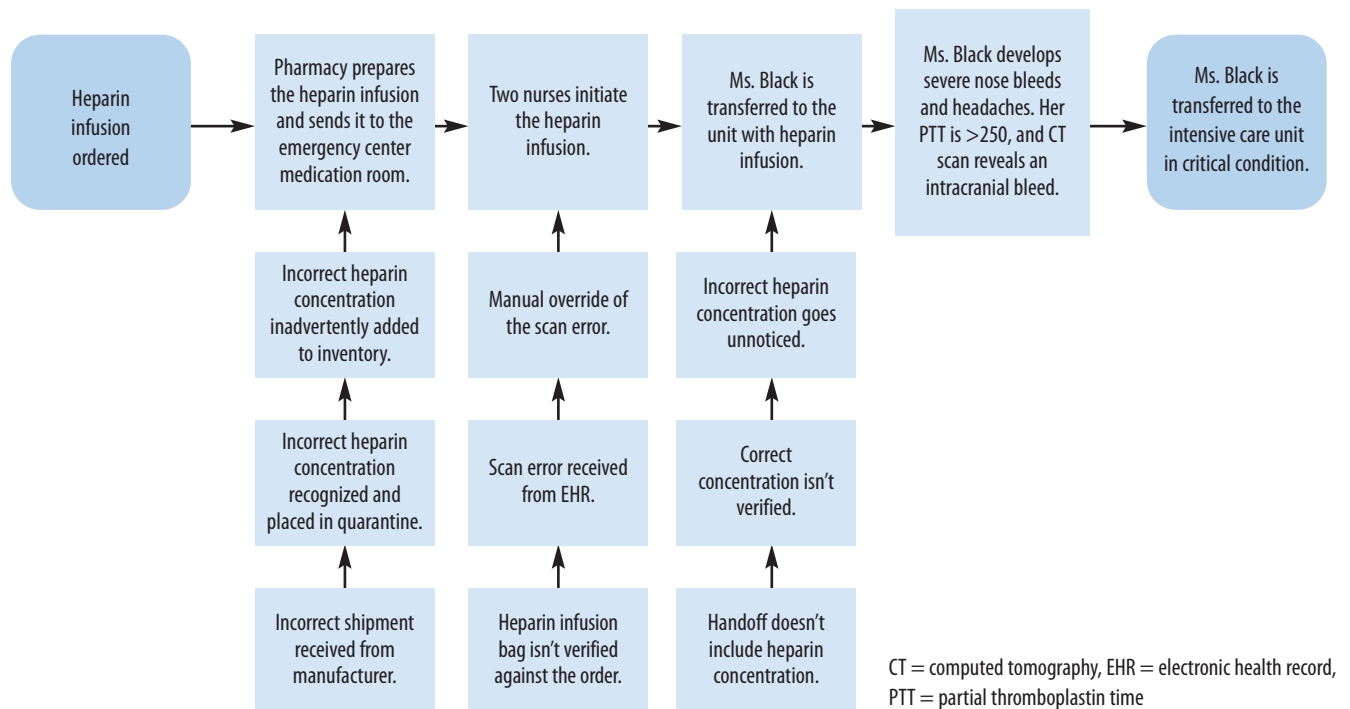 Heparin
infusion
ordered
Pharmacy prepares
the heparin infusion
and sends it to the
emergency center
medication room.
Two nurses initiate
the heparin
infusion.
Ms. Black is
transferred to the
unit with heparin
infusion.
Ms. Black develops
severe nose bleeds
and headaches. Her
PTT is >250, and CT
scan reveals an
intracranial bleed.
Ms. Black is
transferred to the
intensive care unit
in critical condition.
Incorrect heparin
concentration
inadvertently added
to inventory.
Manual override of
the scan error.
Incorrect heparin
concentration goes
unnoticed.
Incorrect heparin
concentration
recognized and
placed in quarantine.
Scan error received
from EHR.
Correct
concentration isn’t
verified.
Incorrect shipment
received from
manufacturer.
Heparin infusion
bag isn’t verified
against the order.
Handoff doesn’t
include heparin
concentration.
CT = computed tomography, EHR = electronic health record,
PTT = partial thromboplastin time